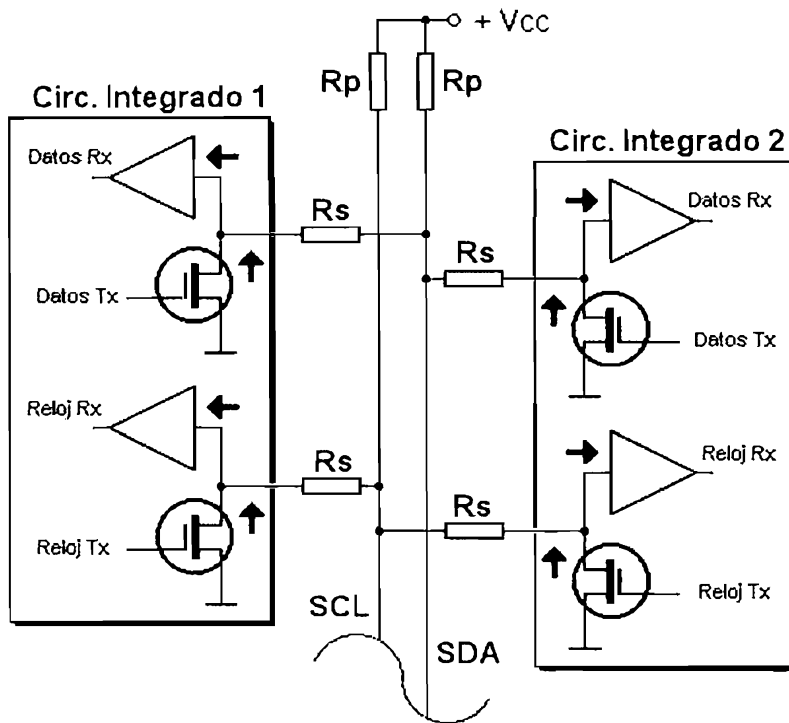 + Vcc
Rp
Rp
Circ. Integrado 1
Circ. Integrado 2
Datos Rx
Datos Rx
Rs
Rs
Datos Tx
Datos Tx
Reloj Rx
Reloj Rx
Rs
Rs
Reloj Tx
Reloj Tx
SCL
SDA